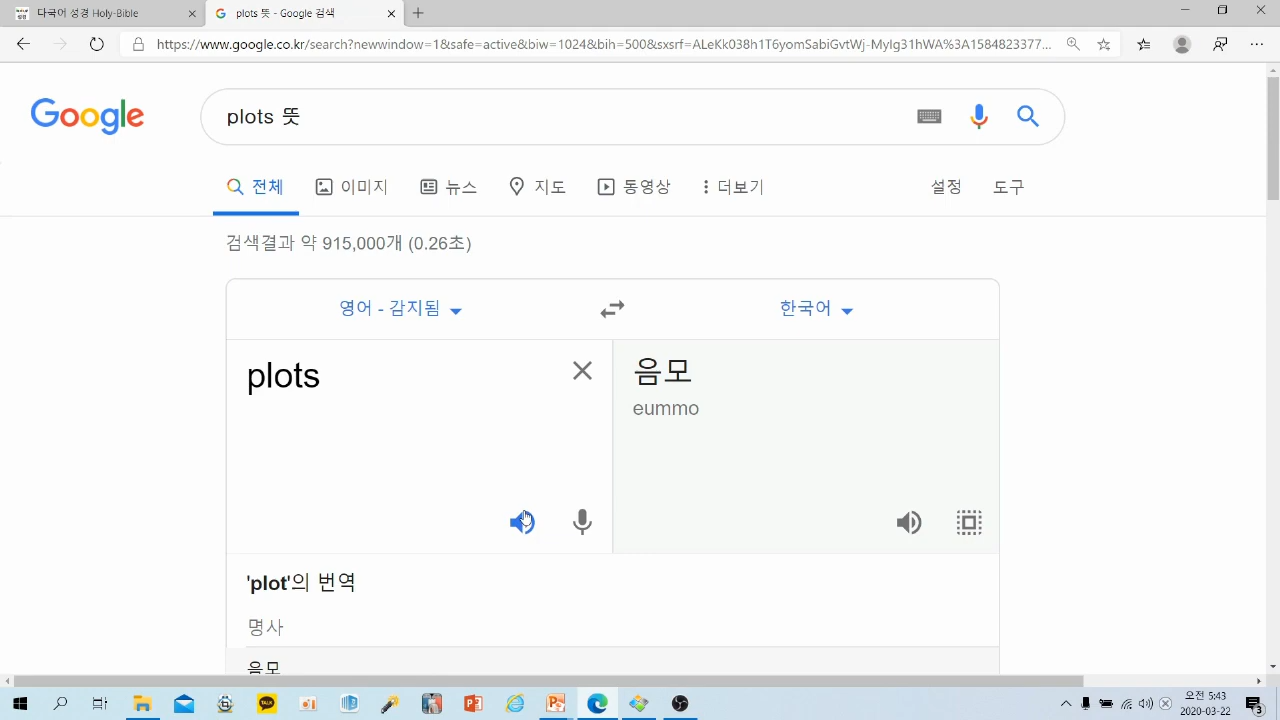 다국어 성경 Holy-Bible
plots 뜻 - Google 검색
https://www.google.co.kr/search?newwindow=1&safe=active&biw=1024&bih=500&sxsrf=ALeKk038h1T6yomSabiGvtWj-MyIg31hWA%3A1584823377...
Google
plots 뜻
전체 이미지 뉴스 지도 동영상 더보기 설정 도구
검색결과 약 915,000개 (0.26초)
영어 - 감지됨 한국어
plots
음모
eummo
'plot'의 번역
명사
음모
TALK
오전 5:43
2020-03-22
3